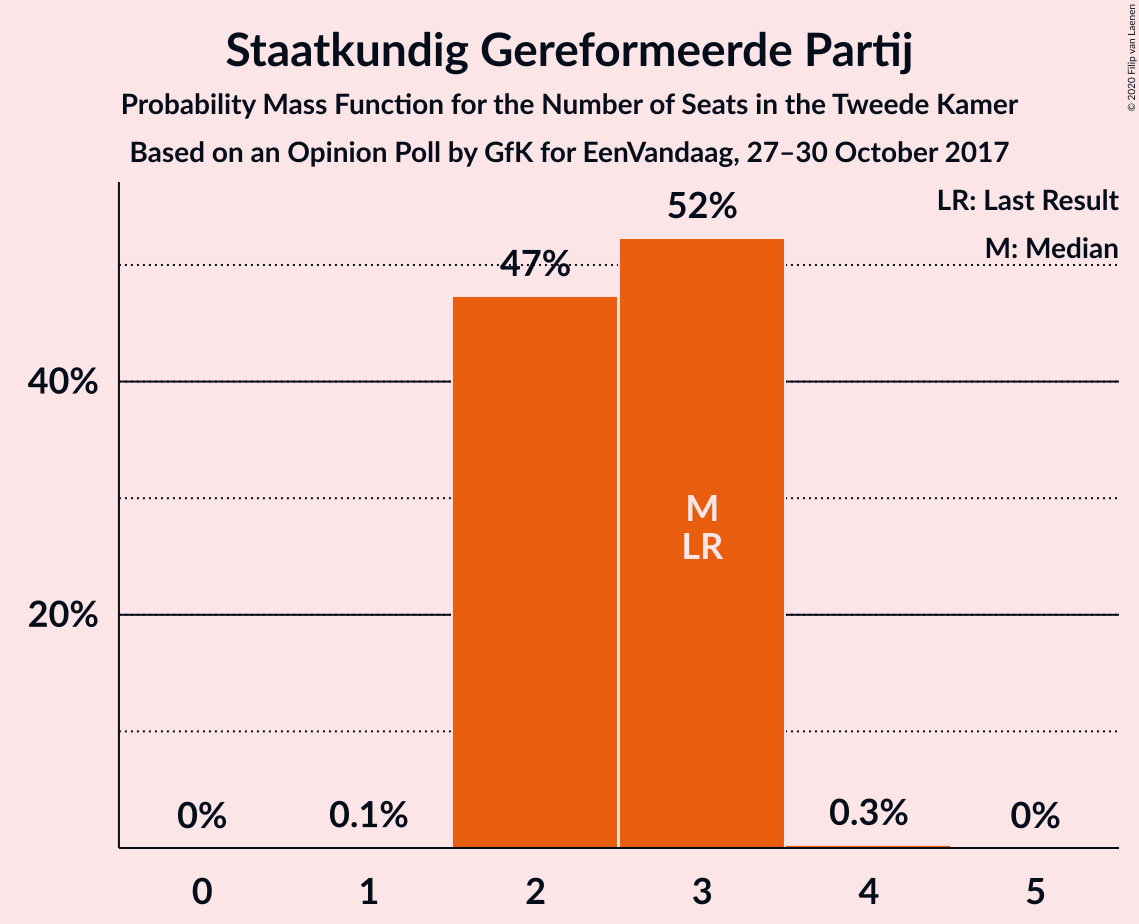 Staatkundig Gereformeerde Partij
Probability Mass Function for the Number of Seats in the Tweede Kamer
Based on an Opinion Poll by GfK for EenVandaag, 27–30 October 2017
© 2020 Filip van Laenen
LR: Last Result
M: Median
52%
47%
40%
20%
M
LR
0%
0.1%
0.3%
0%
0
1
2
3
4
5